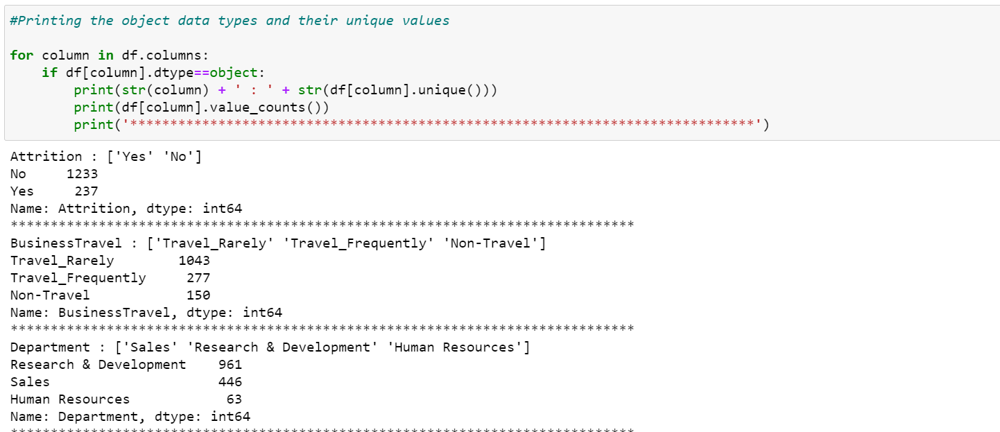 #Printing the object data types and their unique values
for column in df.columns:
    if df[column].dtype==object:
        print(str(column) + ' : ' + str(df[column].unique()))
        print(df[column].value_counts())
        print('******************************************************************************')
Attrition : ['Yes' 'No']
No     1233
Yes     237
Name: Attrition, dtype: int64
******************************************************************************
BusinessTravel : ['Travel_Rarely' 'Travel_Frequently' 'Non-Travel']
Travel_Rarely        1043
Travel_Frequently     277
Non-Travel            150
Name: BusinessTravel, dtype: int64
******************************************************************************
Department : ['Sales' 'Research & Development' 'Human Resources']
Research & Development    961
Sales                     446
Human Resources            63
Name: Department, dtype: int64
******************************************************************************